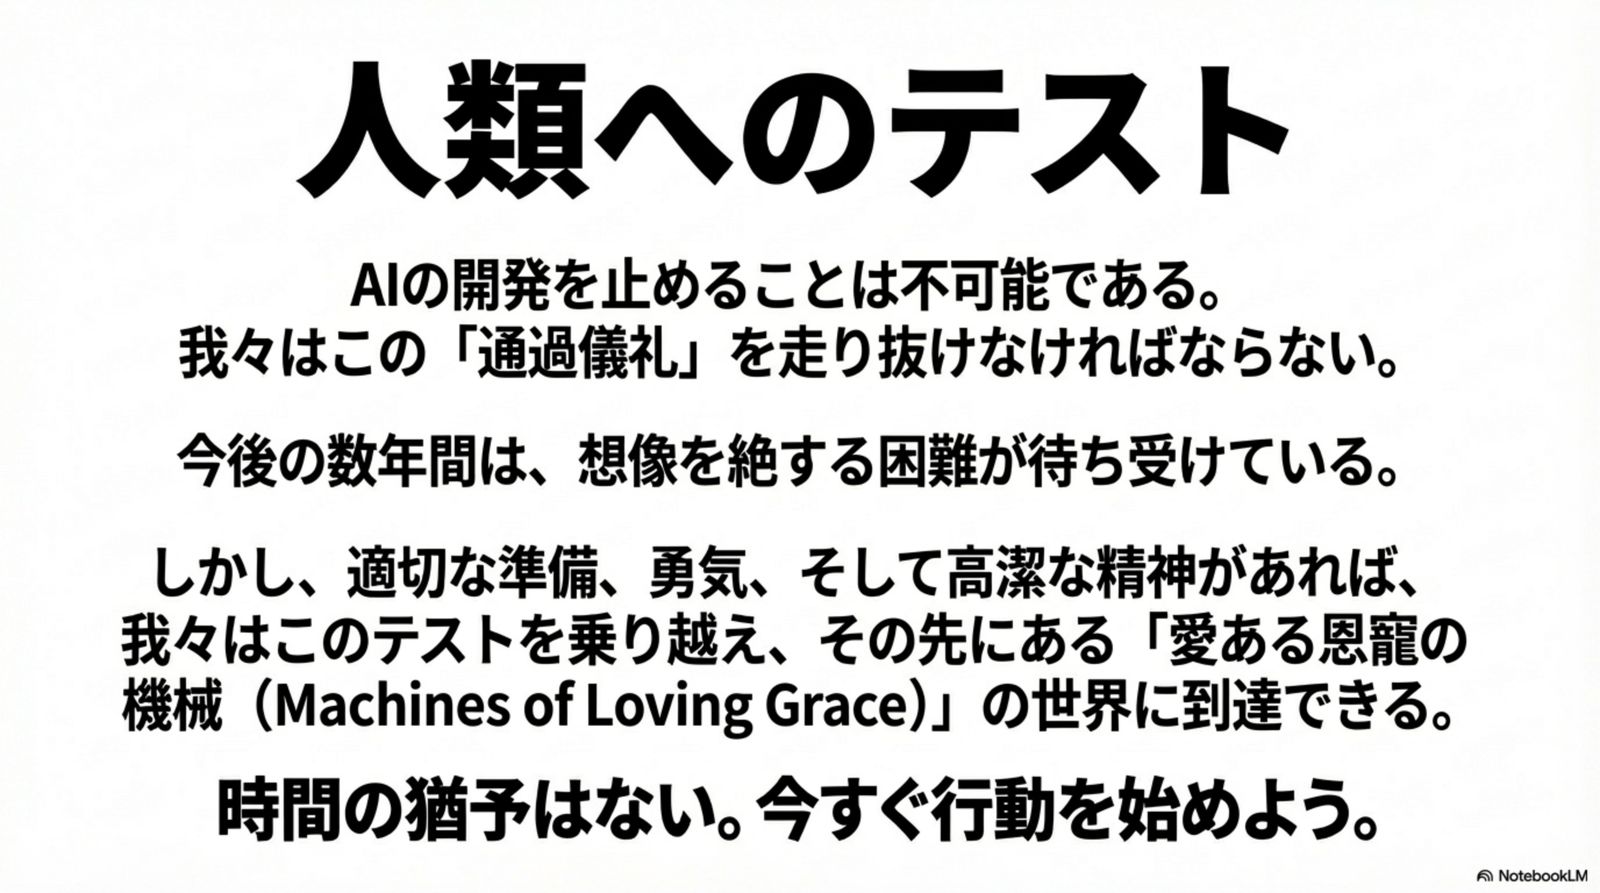 人類へのテスト
AIの開発を止めることは不可能である。
我々はこの「通過儀礼」を走り抜けなければならない。
今後の数年間は、想像を絶する困難が待ち受けている。
しかし、適切な準備、勇気、そして高潔な精神があれば、
我々はこのテストを乗り越え、その先にある「愛ある恩寵の
機械（Machines of Loving Grace）」の世界に到達できる。
時間の猶予はない。今すぐ行動を始めよう。
NotebookLM